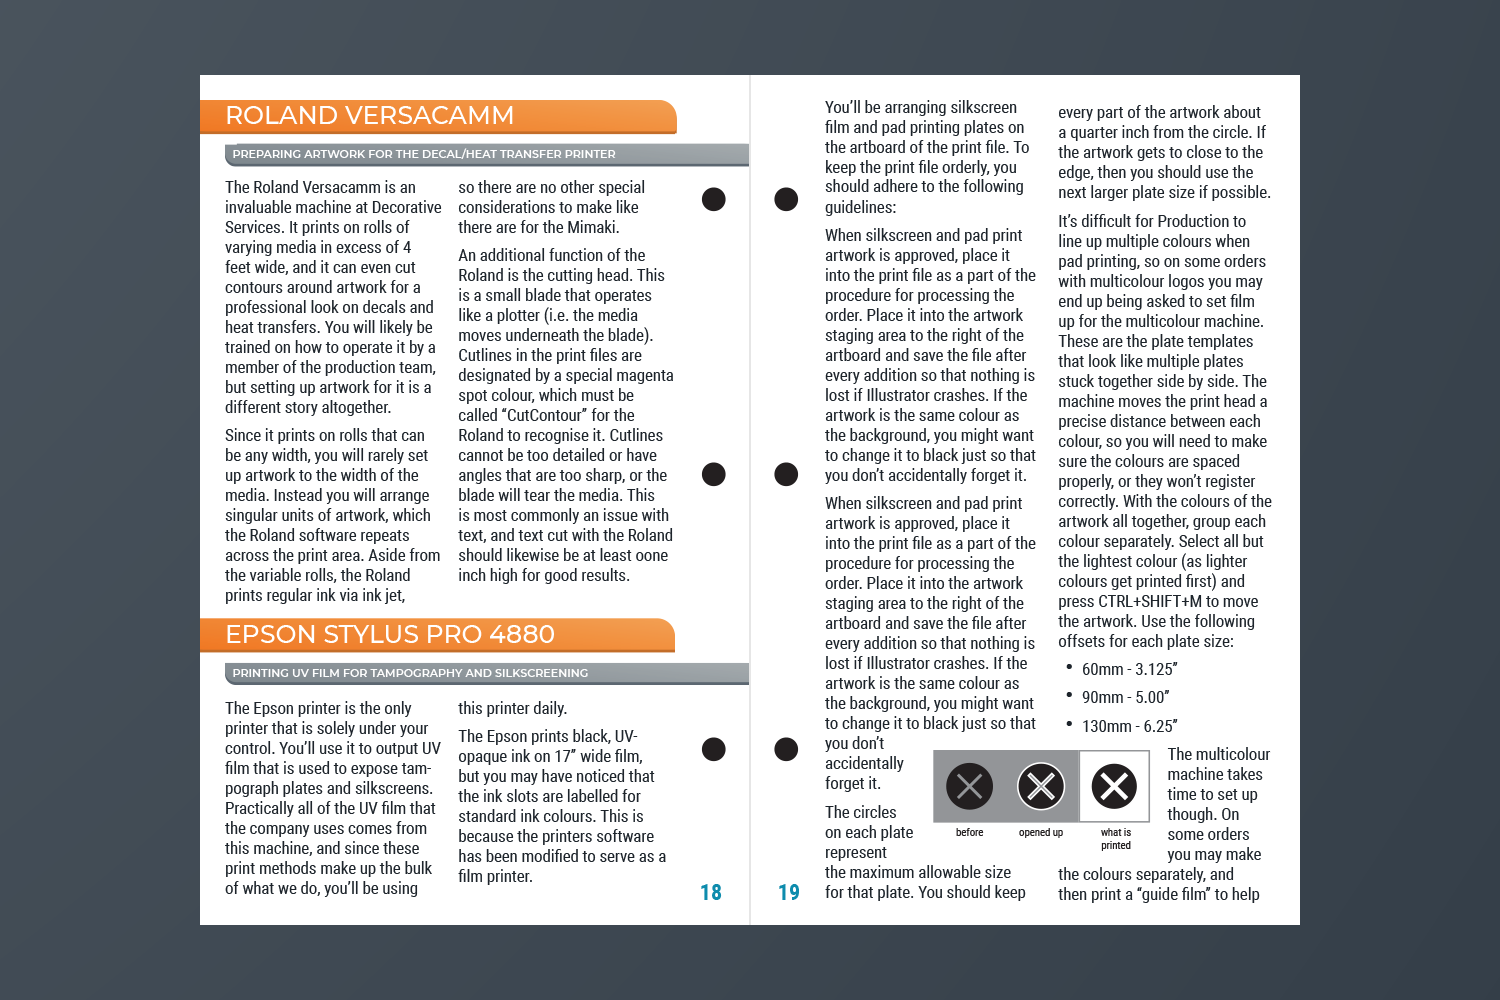 ROLAND VERSACAMM
PREPARING ARTWORK FOR THE DECAL/HEAT TRANSFER PRINTER
The Roland Versacamm is an
invaluable machine at Decorative
Services. It prints on rolls of
varying media in excess of 4
feet wide, and it can even cut
contours around artwork for a
professional look on decals and
heat transfers. You will likely be
trained on how to operate it by a
member of the production team,
but setting up artwork for it is a
different story altogether.
Since it prints on rolls that can
be any width, you will rarely set
up artwork to the width of the
media. Instead you will arrange
singular units of artwork, which
the Roland software repeats
across the print area. Aside from
the variable rolls, the Roland
prints regular ink via ink jet,
so there are no other special
considerations to make like
there are for the Mimaki.
An additional function of the
Roland is the cutting head. This
is a small blade that operates
like a plotter (i.e. the media
moves underneath the blade).
Cutlines in the print files are
designated by a special magenta
spot colour, which must be
called “CutContour” for the
Roland to recognise it. Cutlines
cannot be too detailed or have
angles that are too sharp, or the
blade will tear the media. This
is most commonly an issue with
text, and text cut with the Roland
should likewise be at least oone
inch high for good results.
EPSON STYLUS PRO 4880
PRINTING UV FILM FOR TAMPOGRAPHY AND SILKSCREENING
The Epson printer is the only
printer that is solely under your
control. You’ll use it to output UV
film that is used to expose tam-
pograph plates and silkscreens.
Practically all of the UV film that
the company uses comes from
this machine, and since these
print methods make up the bulk
of what we do, you’ll be using
this printer daily.
The Epson prints black, UV-
opaque ink on 17” wide film,
but you may have noticed that
the ink slots are labelled for
standard ink colours. This is
because the printers software
has been modified to serve as a
film printer.
18
19
You’ll be arranging silkscreen
film and pad printing plates on
the artboard of the print file. To
keep the print file orderly, you
should adhere to the following
guidelines:
When silkscreen and pad print
artwork is approved, place it
into the print file as a part of the
procedure for processing the
order. Place it into the artwork
staging area to the right of the
artboard and save the file after
every addition so that nothing is
lost if Illustrator crashes. If the
artwork is the same colour as
the background, you might want
to change it to black just so that
you don’t accidentally forget it.
When silkscreen and pad print
artwork is approved, place it
into the print file as a part of the
procedure for processing the
order. Place it into the artwork
staging area to the right of the
artboard and save the file after
every addition so that nothing is
lost if Illustrator crashes. If the
artwork is the same colour as
the background, you might want
to change it to black just so that
you don’t
accidentally
forget it.
The circles
on each plate
represent
the maximum allowable size
for that plate. You should keep
before
opened up
what is
printed
every part of the artwork about
a quarter inch from the circle. If
the artwork gets to close to the
edge, then you should use the
next larger plate size if possible.
It’s difficult for Production to
line up multiple colours when
pad printing, so on some orders
with multicolour logos you may
end up being asked to set film
up for the multicolour machine.
These are the plate templates
that look like multiple plates
stuck together side by side. The
machine moves the print head a
precise distance between each
colour, so you will need to make
sure the colours are spaced
properly, or they won’t register
correctly. With the colours of the
artwork all together, group each
colour separately. Select all but
the lightest colour (as lighter
colours get printed first) and
press CTRL+SHIFT+M to move
the artwork. Use the following
offsets for each plate size:
• 60mm - 3.125”
• 90mm - 5.00”
• 130mm - 6.25”
The multicolour
machine takes
time to set up
though. On
some orders
you may make
the colours separately, and
then print a “guide film” to help